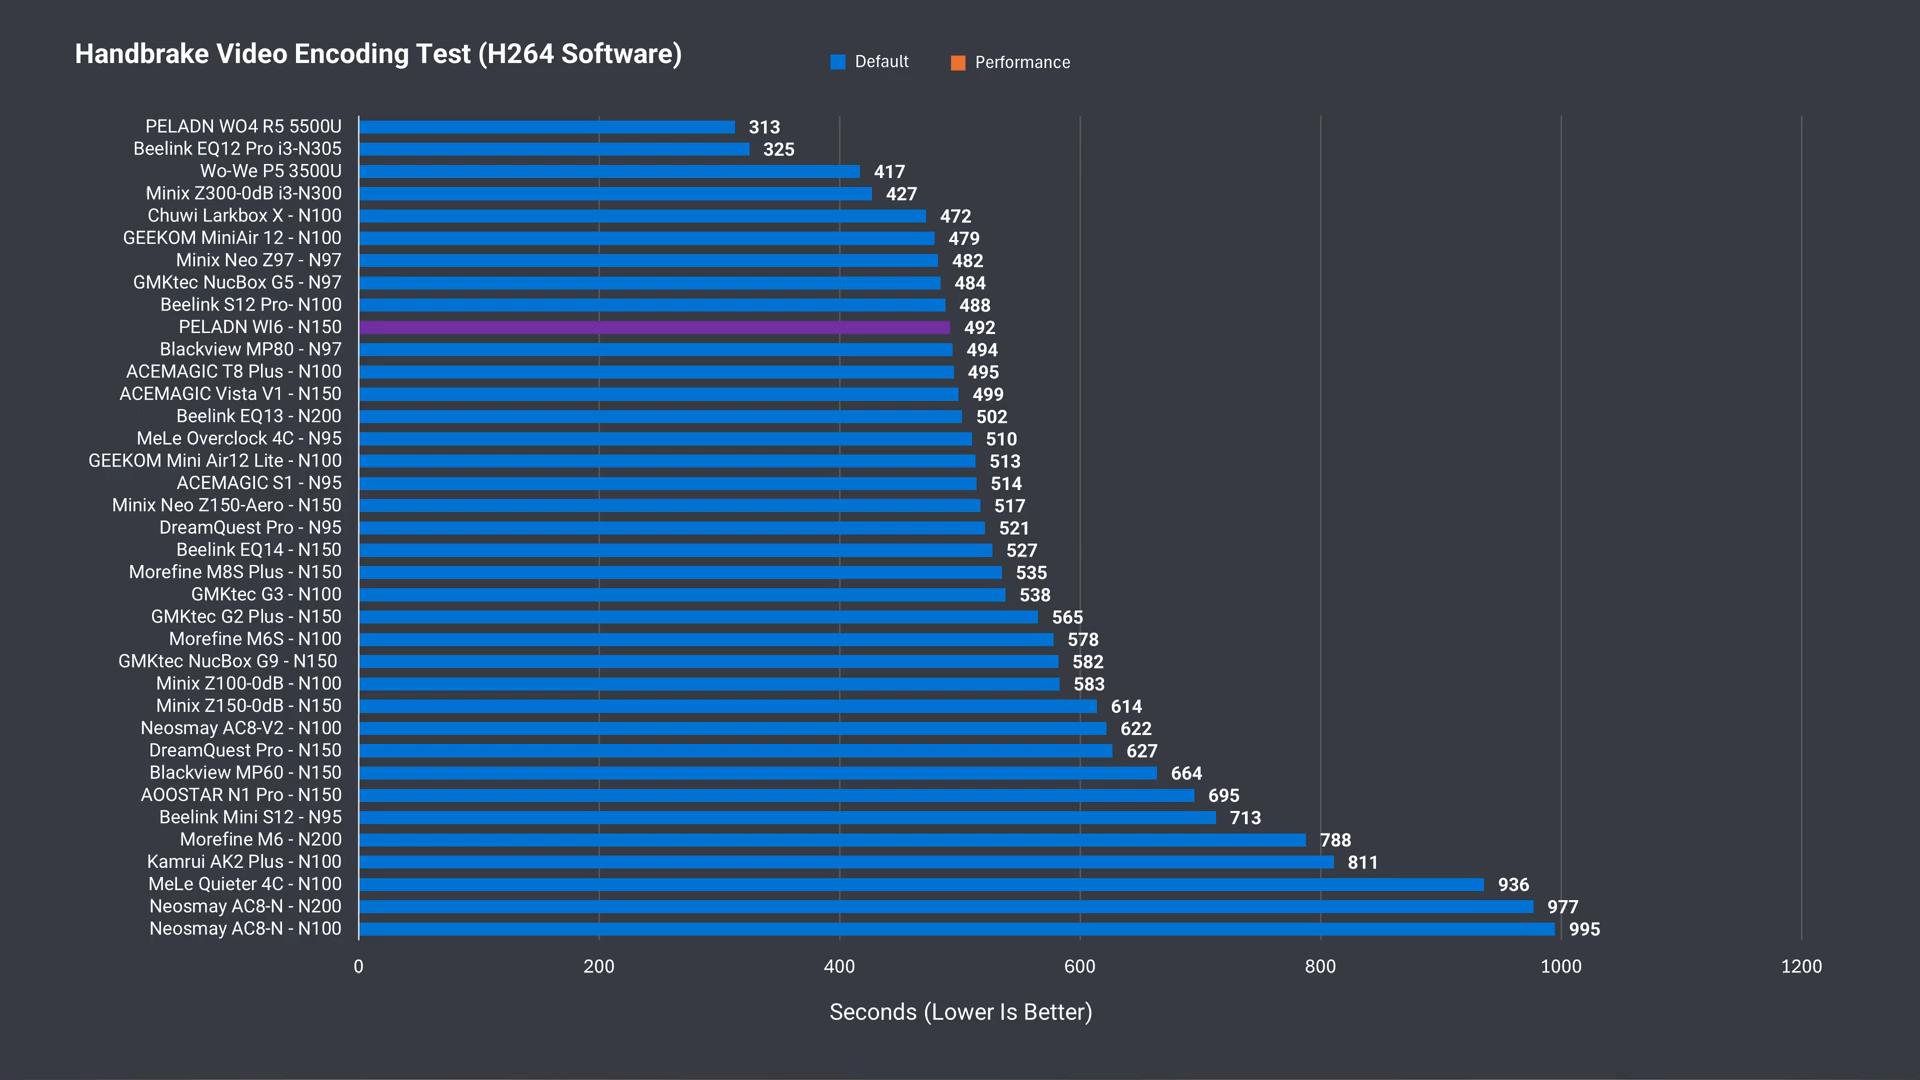 Handbrake Video Encoding Test (H264 Software)
Default
Performance
PELADN WO4 R5 5500U 313
Beelink EQ12 Pro i3-N305 325
Wo-We P5 3500U 417
Minix Z300-0dB i3-N300 427
Chuwi Larkbox X - N100 472
GEEKOM MiniAir 12 - N100 479
Minix Neo Z97 - N97 482
GMKtec NucBox G5 - N97 484
Beelink S12 Pro- N100 488
PELADN WI6 - N150 492
Blackview MP80 - N97 494
ACEMAGIC T8 Plus - N100 495
ACEMAGIC Vista V1 - N150 499
Beelink EQ13 - N200 502
MeLe Overclock 4C - N95 510
GEEKOM Mini Air12 Lite - N100 513
ACEMAGIC S1 - N95 514
Minix Neo Z150-Aero - N150 517
DreamQuest Pro - N95 521
Beelink EQ14 - N150 527
Morefine M8S Plus - N150 535
GMKtec G3 - N100 538
GMKtec G2 Plus - N150 565
Morefine M6S - N100 578
GMKtec NucBox G9 - N150 582
Minix Z100-0dB - N100 583
Minix Z150-0dB - N150 614
Neosmay AC8-V2 - N100 622
DreamQuest Pro - N150 627
Blackview MP60 - N150 664
AOOSTAR N1 Pro - N150 695
Beelink Mini S12 - N95 713
Morefine M6 - N200 788
Kamrui AK2 Plus - N100 811
MeLe Quieter 4C - N100 936
Neosmay AC8-N - N200 977
Neosmay AC8-N - N100 995
0 200 400 600 800 1000 1200
Seconds (Lower Is Better)